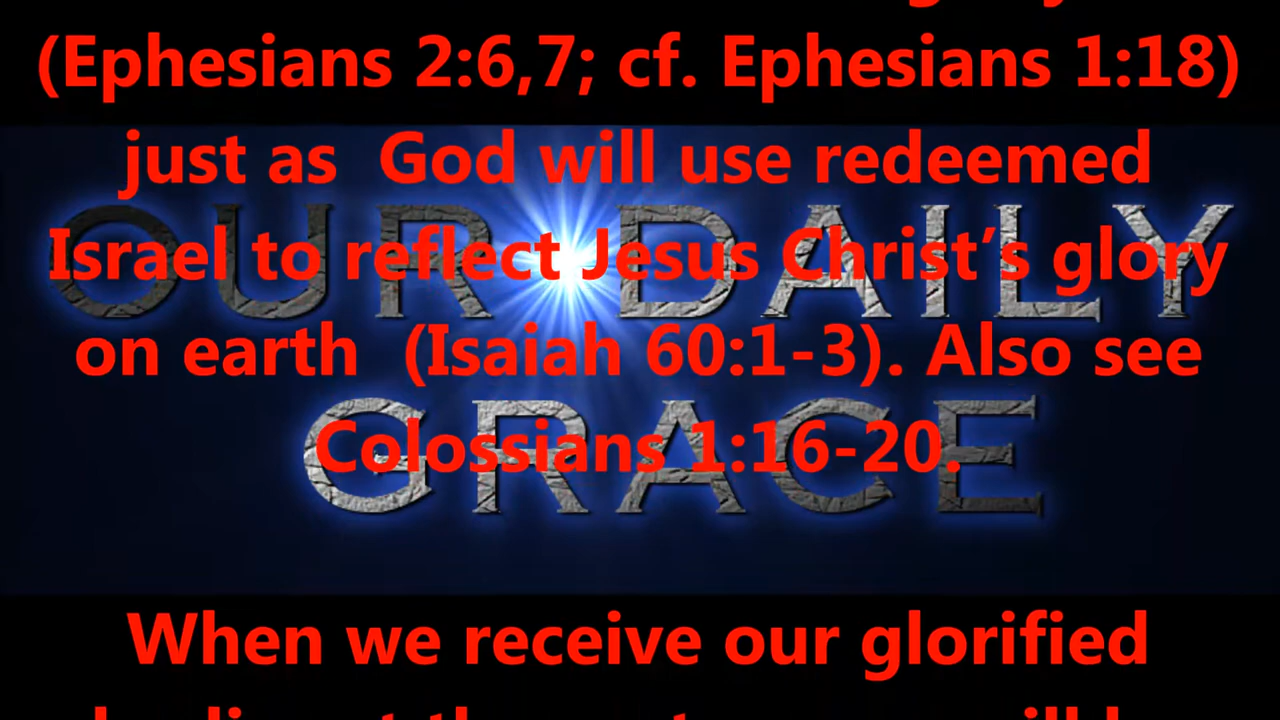 (Ephesians 2:6,7; cf. Ephesians 1:18)
just as God will use redeemed
OUR DAILY
Israel to reflect Jesus Christ’s glory
on earth (Isaiah 60:1-3). Also see
GRACE
Colossians 1:16-20.
When we receive our glorified